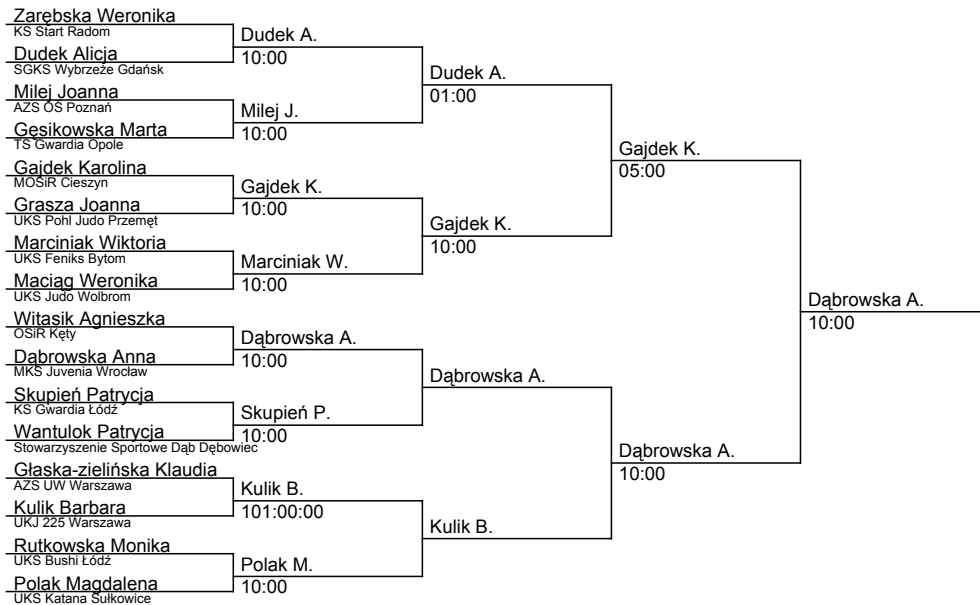 Zarębska Weronika
KS Start Radom
Dudek Alicja
SGKS Wybrzeże Gdańsk
Milej Joanna
AZS OŚ Poznań
Gęsikowska Marta
TS Gwardia Opole
Gajdek Karolina
MOSiR Cieszyn
Grasza Joanna
UKS Pohl Judo Przemęt
Marciniak Wiktoria
UKS Feniks Bytom
Maciąg Weronika
UKS Judo Wolbrom
Witasik Agnieszka
OSiR Kęty
Dąbrowska Anna
MKS Juvenia Wrocław
Skupień Patrycja
KS Gwardia Łódź
Wantulok Patrycja
Stowarzyszenie Sportowe Dąb Dębowiec
Głaska-zielińska Klaudia
AZS UW Warszawa
Kulik Barbara
UKJ 225 Warszawa
Rutkowska Monika
UKS Bushi Łódź
Polak Magdalena
UKS Katana Sułkowice
Dudek A.
10:00
Milej J.
10:00
Gajdek K.
10:00
Marciniak W.
10:00
Dąbrowska A.
10:00
Skupień P.
10:00
Kulik B.
101:00:00
Polak M.
10:00
Dudek A.
01:00
Gajdek K.
10:00
Dąbrowska A.
Kulik B.
Gajdek K.
05:00
Dąbrowska A.
10:00
Dąbrowska A.
10:00